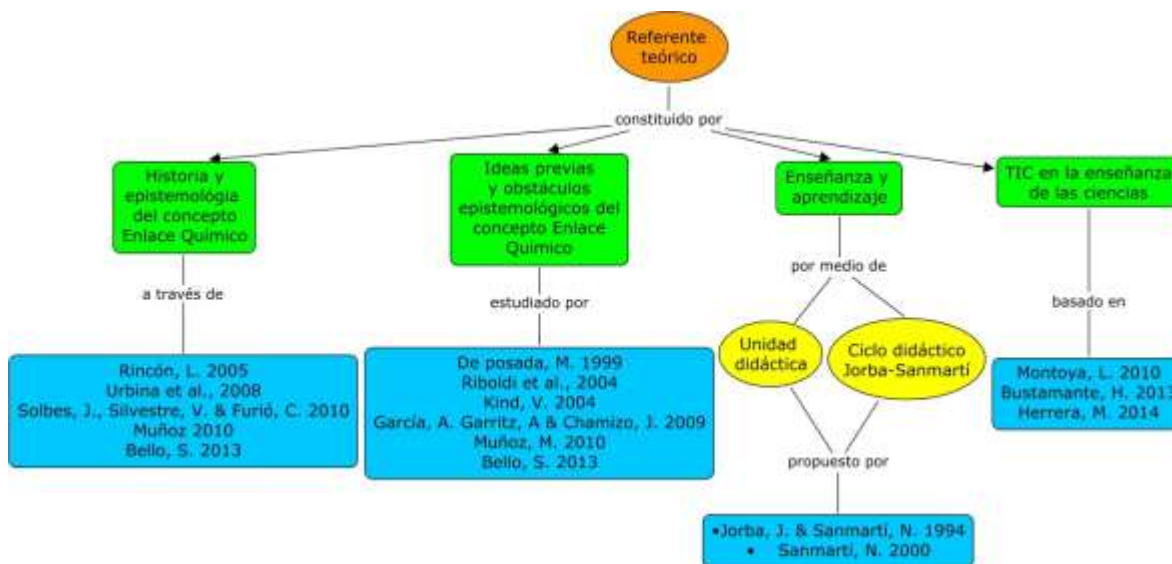 Referente
teórico
constituido por
Historia y
epistemológia
del concepto
Enlace Químico
Ideas previas
y obstáculos
epistemológicos del
concepto Enlace
Químico
Enseñanza y
aprendizaje
TIC en la enseñanza
de las ciencias
a través de
estudiado por
por medio de
basado en
Rincón, L. 2005
Urbina et al., 2008
Solbes, J., Silvestre, V. & Furió, C. 2010
Muñoz 2010
Bello, S. 2013
De posada, M. 1999
Riboldi et al., 2004
Kind, V. 2004
García, A. Garritz, A & Chamizo, J. 2009
Muñoz, M. 2010
Bello, S. 2013
Unidad
didáctica
Ciclo didáctico
Jorba-Sanmartí
Montoya, L. 2010
Bustamante, H. 2013
Herrera, M. 2014
propuesto por
•Jorba, J. & Sanmartí, N. 1994
• Sanmartí, N. 2000